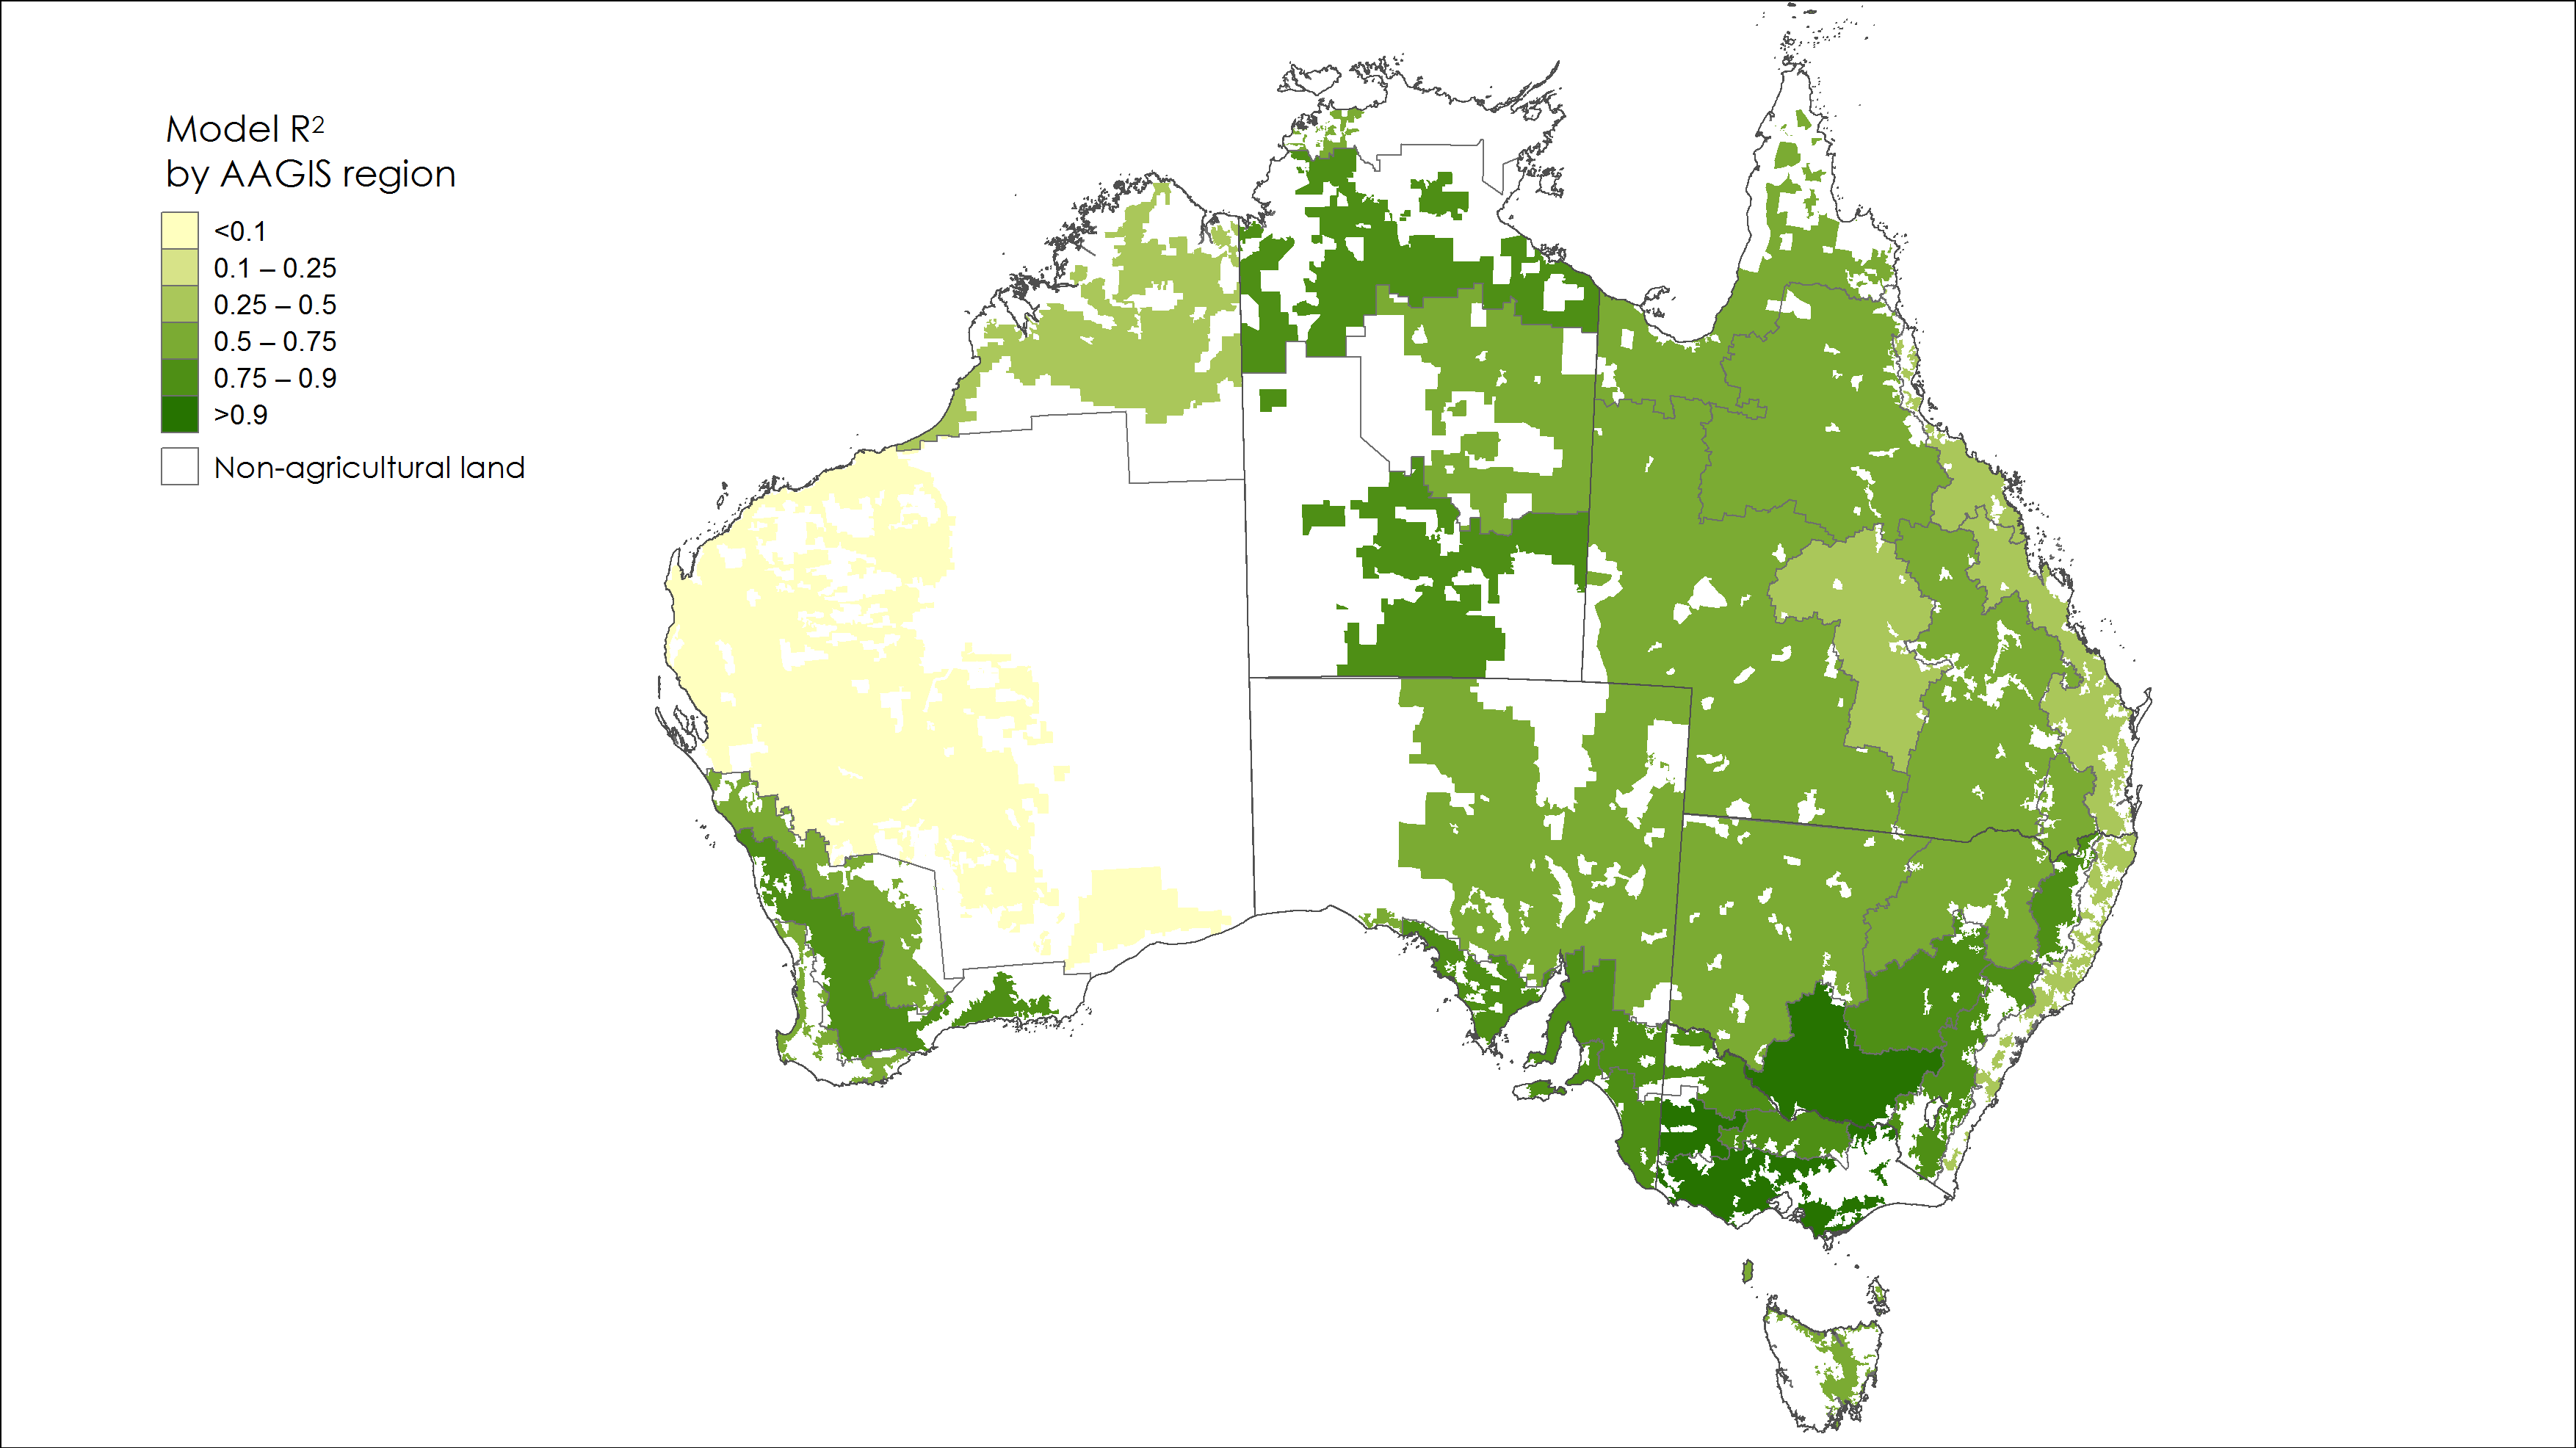 Model R²
by AAGIS region
<0.1
0.1 – 0.25
0.25 – 0.5
0.5 – 0.75
0.75 – 0.9
>0.9
Non-agricultural land